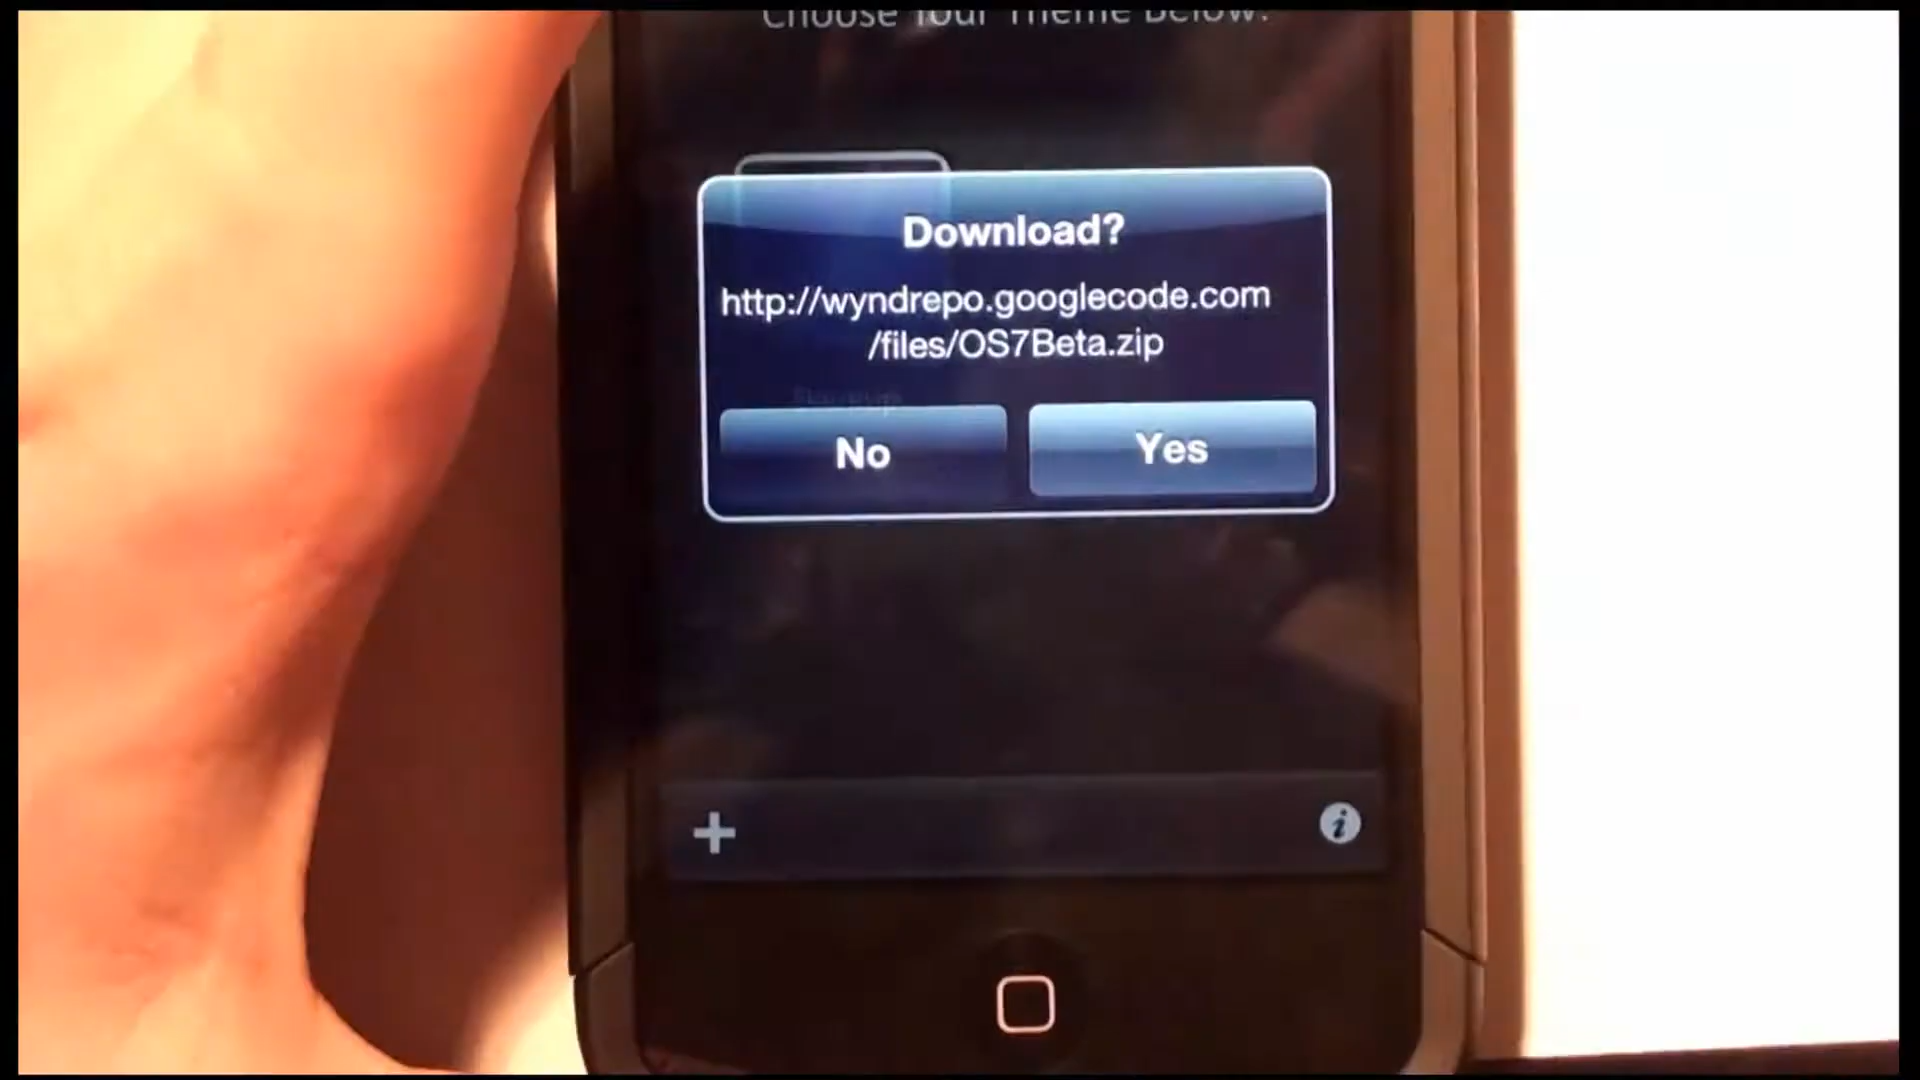 Choose Your Theme Below:
Download?
http://wyndrepo.googlecode.com
/files/OS7Beta.zip
No
Yes